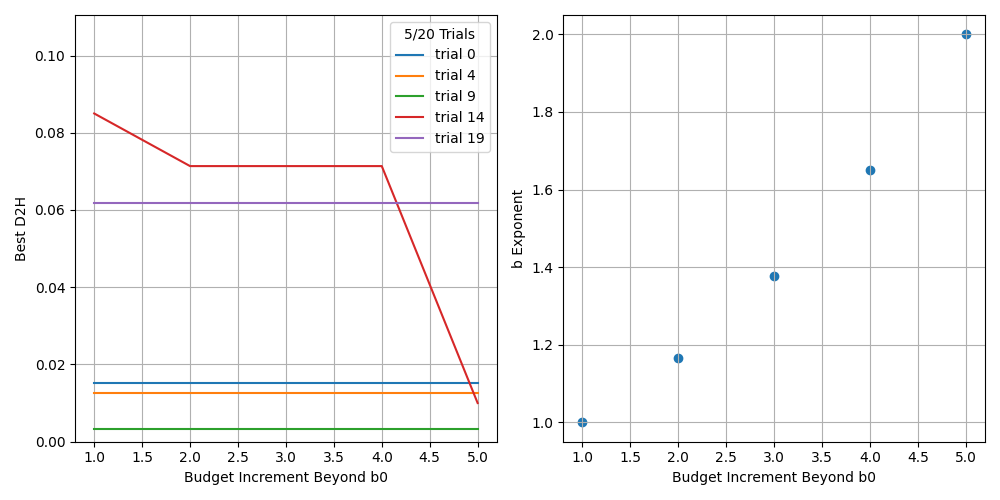 5/20 Trials
trial 0
trial 4
trial 9
trial 14
trial 19
0.10
0.08
0.06
0.04
0.02
0.00
Best D2H
1.0 1.5 2.0 2.5 3.0 3.5 4.0 4.5 5.0
Budget Increment Beyond b0
2.0
1.8
1.6
1.4
1.2
1.0
b Exponent
1.0 1.5 2.0 2.5 3.0 3.5 4.0 4.5 5.0
Budget Increment Beyond b0